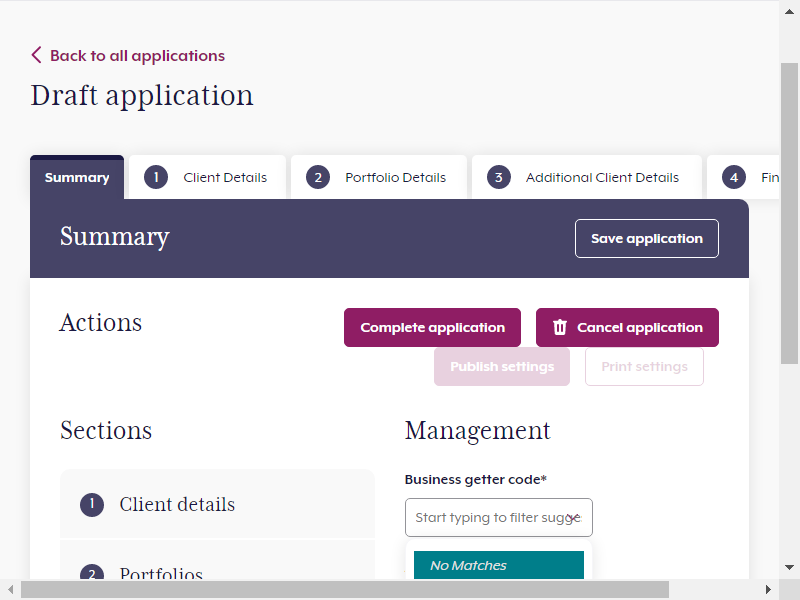 Back to all applications
Draft application
Summary
1 Client Details
2 Portfolio Details
3 Additional Client Details
4 Fin
Summary
Save application
Actions
Complete application
Cancel application
Publish settings
Print settings
Sections
Management
Business getter code*
1 Client details
Start typing to filter sugge
No Matches
2 Portfolios